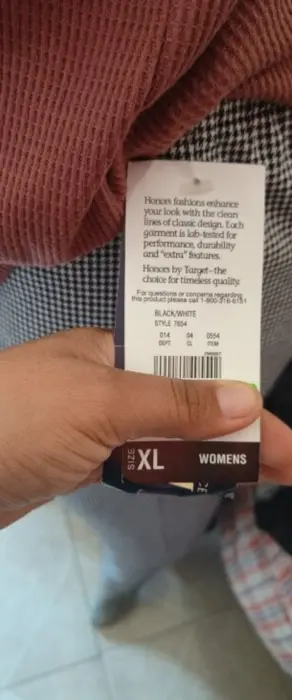 Honors fashions enhance
your look with the clean
lines of classic design. Each
garment is lab-tested for
performance, durability
and "extra" features.
Honors by Target-the
choice for timeless quality.
For questions or concerns regarding
this product please call 1-800-316-6151
BLACK/WHITE
STYLE 7654
014 04 0554
DEPT. CL ITEM
SIZE XL WOMENS